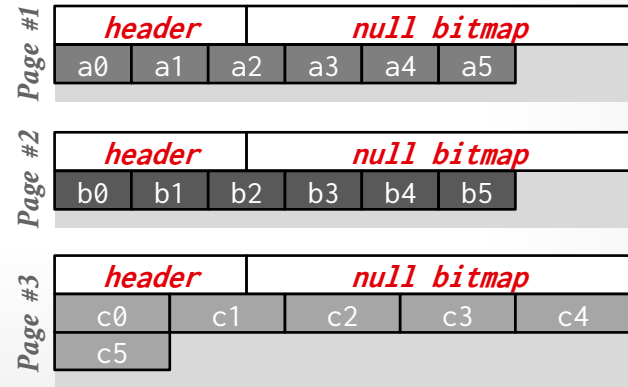 Page #1
header null bitmap
a0 a1 a2 a3 a4 a5
Page #2
header null bitmap
b0 b1 b2 b3 b4 b5
Page #3
header null bitmap
c0 c1 c2 c3 c4
c5